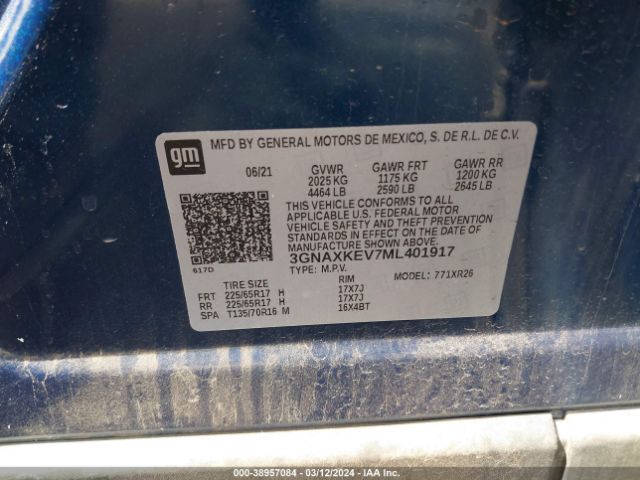 gm
MFD BY GENERAL MOTORS DE MEXICO, S. DE R.L. DE C.V.
06/21 GVWR GAWR FRT GAWR RR
2025 KG 1175 KG 1200 KG
4464 LB 2590 LB 2645 LB
THIS VEHICLE CONFORMS TO ALL
APPLICABLE U.S. FEDERAL MOTOR
VEHICLE SAFETY AND THEFT PREVENTION
STANDARDS IN EFFECT ON THE DATE OF
MANUFACTURE SHOWN ABOVE.
3GNAXKEV7ML401917
617D TYPE: M.P.V. MODEL: 771XR26
TIRE SIZE RIM
FRT 225/65R17 H 17X7J
RR 225/65R17 H 17X7J
SPA T135/70R16 M 16X4BT
000-38957084 | 03/12/2024 | IAA Inc.